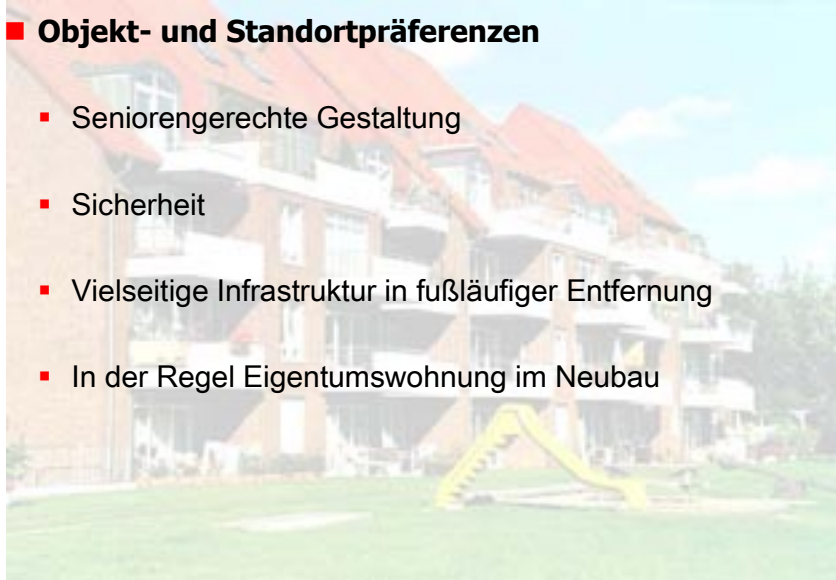 Objekt- und Standortpräferenzen
Seniorengerechte Gestaltung
Sicherheit
Vielseitige Infrastruktur in fußläufiger Entfernung
In der Regel Eigentumswohnung im Neubau